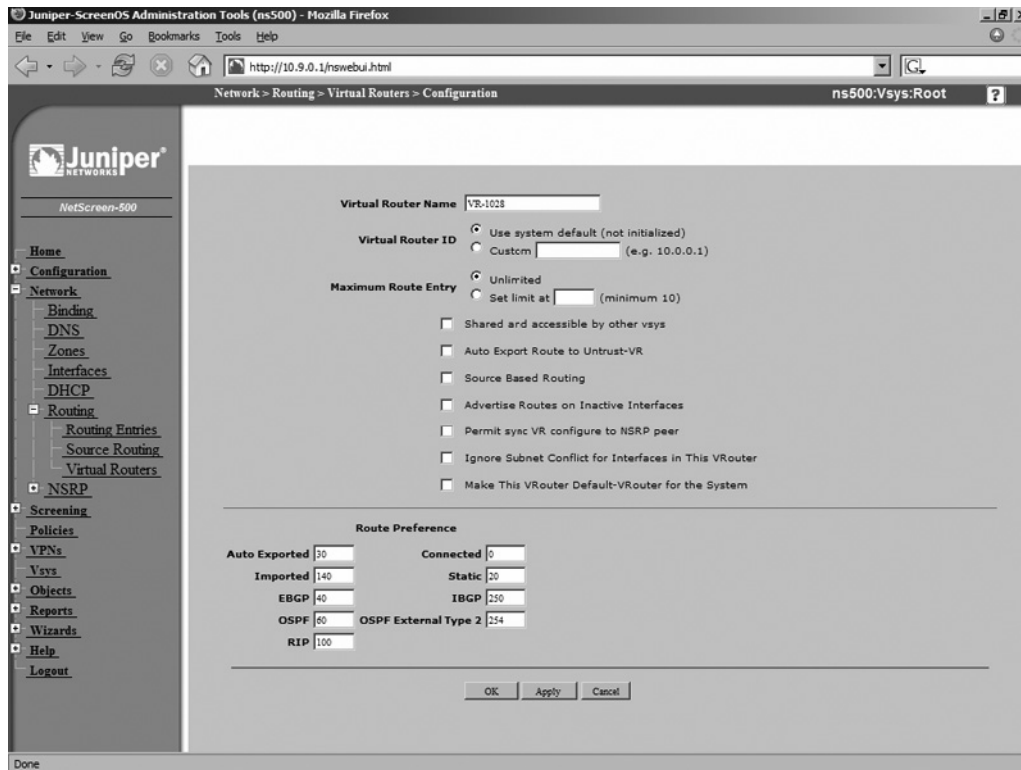 Juniper-ScreenOS Administration Tools (ns500) - Mozilla Firefox
File Edit View Go Bookmarks Tools Help
http://10.9.0.1/nswebui.html
G
Network > Routing > Virtual Routers > Configuration ns500:Vsys:Root ?
Juniper®
NETWORKS
NetScreen-500
Home
Configuration
Network
Binding
DNS
Zones
Interfaces
DHCP
Routing
Routing Entries
Source Routing
Virtual Routers
NSRP
Screening
Policies
VPNs
Vsys
Objects
Reports
Wizards
Help
Logout
Virtual Router Name VR-1028
Virtual Router ID Use system default (not initialized)
Custom (e.g. 10.0.0.1)
Maximum Route Entry Unlimited
Set limit at (minimum 10)
Shared and accessible by other vsys
Auto Export Route to Untrust-VR
Source Based Routing
Advertise Routes on Inactive Interfaces
Permit sync VR configure to NSRP peer
Ignore Subnet Conflict for Interfaces in This VRouter
Make This VRouter Default-VRouter for the System
Route Preference
Auto Exported 30 Connected 0
Imported 140 Static 20
EBGP 40 IBGP 250
OSPF 60 OSPF External Type 2 254
RIP 100
OK Apply Cancel
Done